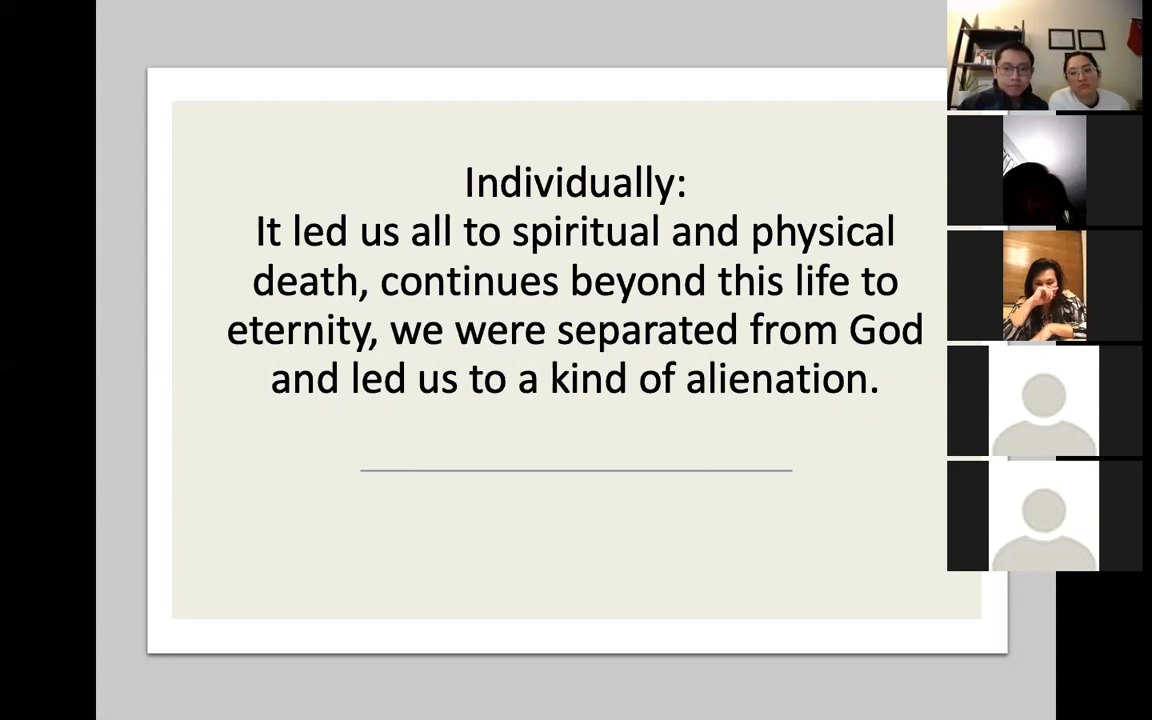 Individually:
It led us all to spiritual and physical
death, continues beyond this life to
eternity, we were separated from God
and led us to a kind of alienation.